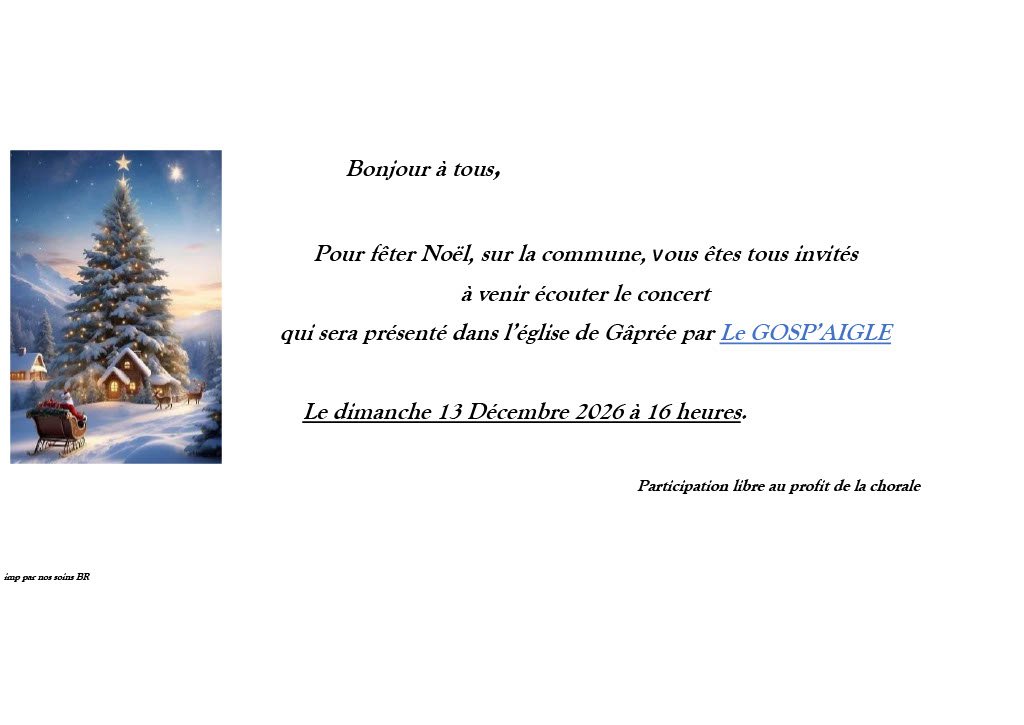 Bonjour à tous,
Pour fêter Noël, sur la commune, vous êtes tous invités
à venir écouter le concert
qui sera présenté dans l’église de Gâprée par Le GOSP’AIGLE
Le dimanche 13 Décembre 2026 à 16 heures.
Participation libre au profit de la chorale
imp par nos soins BR